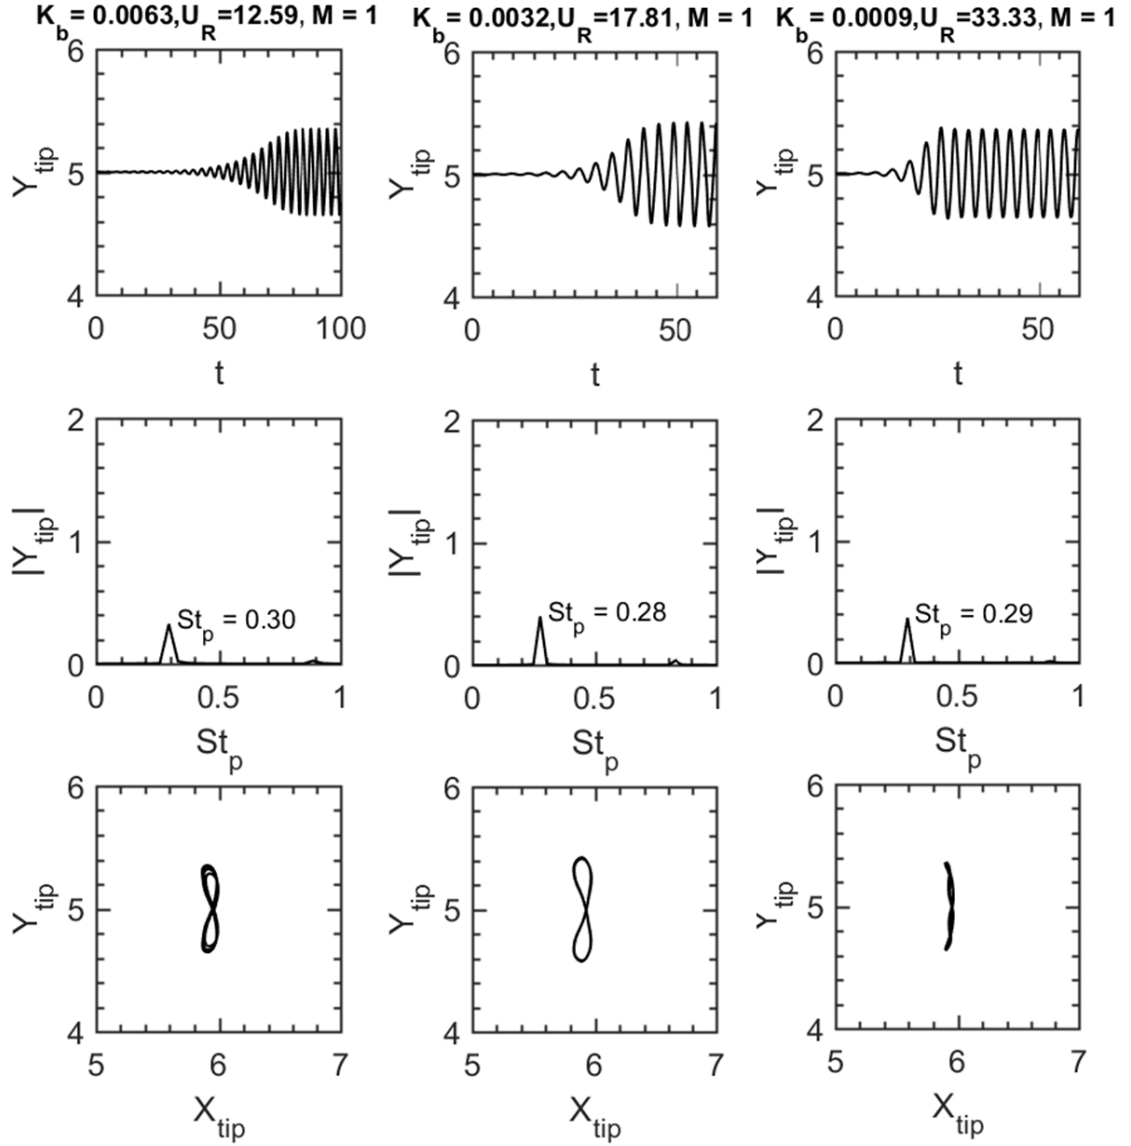 K_b = 0.0063,U_R=12.59, M = 1
K_b = 0.0032,U_R=17.81, M = 1
K_b = 0.0009,U_R=33.33, M = 1
6
5
4
Y_tip
0 50 100
t
6
5
4
Y_tip
0 50
t
6
5
4
Y_tip
0 50
t
2
1
0
|Y_tip|
St_p = 0.30
0 0.5 1
St_p
2
1
0
|Y_tip|
St_p = 0.28
0 0.5 1
St_p
2
1
0
|Y_tip|
St_p = 0.29
0 0.5 1
St_p
6
5
4
Y_tip
5 6 7
X_tip
6
5
4
Y_tip
5 6 7
X_tip
6
5
4
Y_tip
5 6 7
X_tip